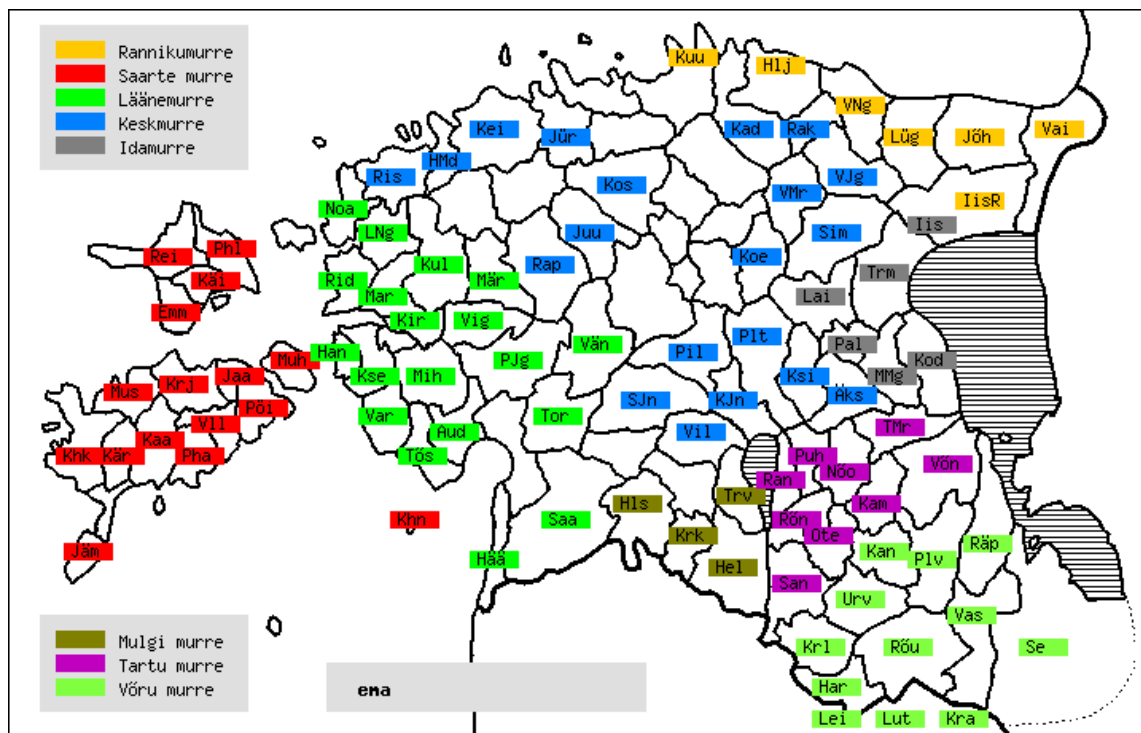 Rannikumurre
Saarte murre
Läänemurre
Keskmurre
Idamurre
Kuu
Hlj
VNg
Kei
Jür
Kad
Rak
Lüg
Jõh
Vai
HMd
Ris
Kos
VMr
VJg
IisR
Noa
LNg
Juu
Sim
Iis
Rei
Phl
Kul
Rap
Koe
Trm
Käi
Rid
Mar
Mär
Lai
Emm
Kir
Vig
Plt
Pal
Han
Muh
PJg
Vän
Pil
Kod
Mus
Krj
Jaa
Kse
Mih
Ksi
MMg
Äks
Pöi
SJn
KJn
Vll
Var
Tor
Aud
Vil
TMr
Kaa
Khk
Kär
Pha
Tõs
Puh
Nõo
Võn
Ran
Trv
Hls
Kam
Khn
Saa
Rõn
Ote
Krk
Jäm
Hää
Hel
Kan
Plv
Räp
San
Urv
Vas
Mulgi murre
Tartu murre
Võru murre
Krl
Rõu
Se
ema
Har
Lei
Lut
Kra